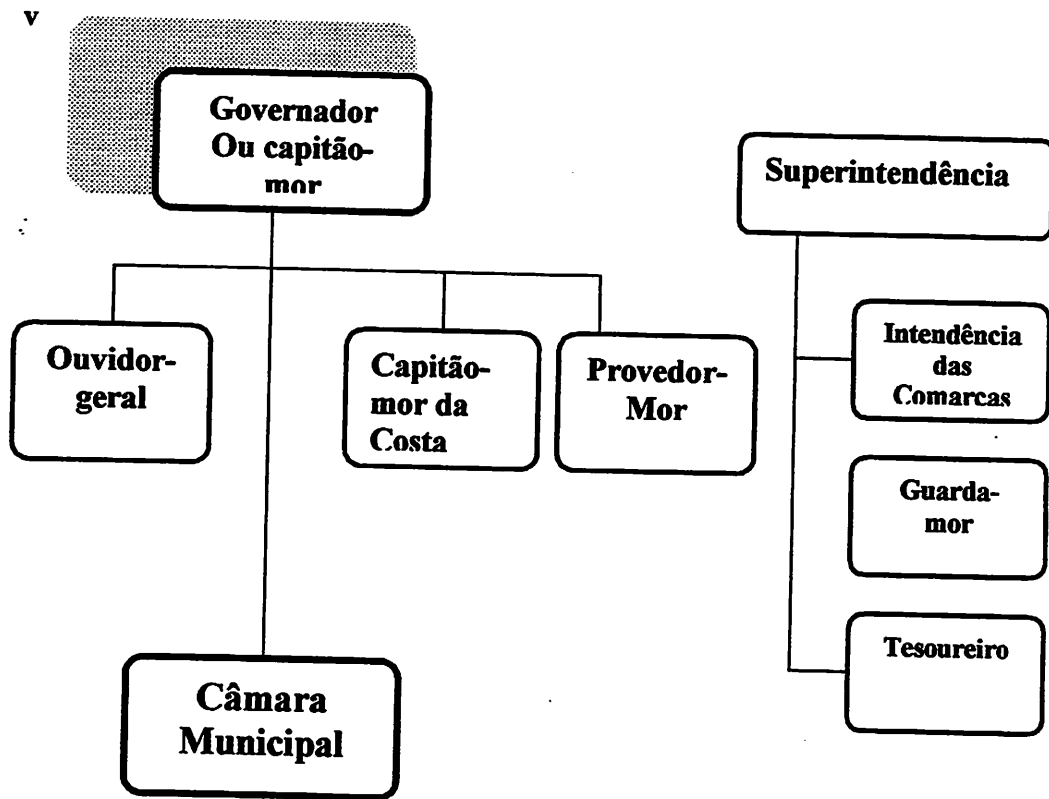 v
Governador
Ou capitão-
mor
Superintendência
Ouvidor-
geral
Capitão-
mor da
Costa
Provedor-
Mor
Intendência
das
Comarcas
Guarda-
mor
Tesoureiro
Câmara
Municipal